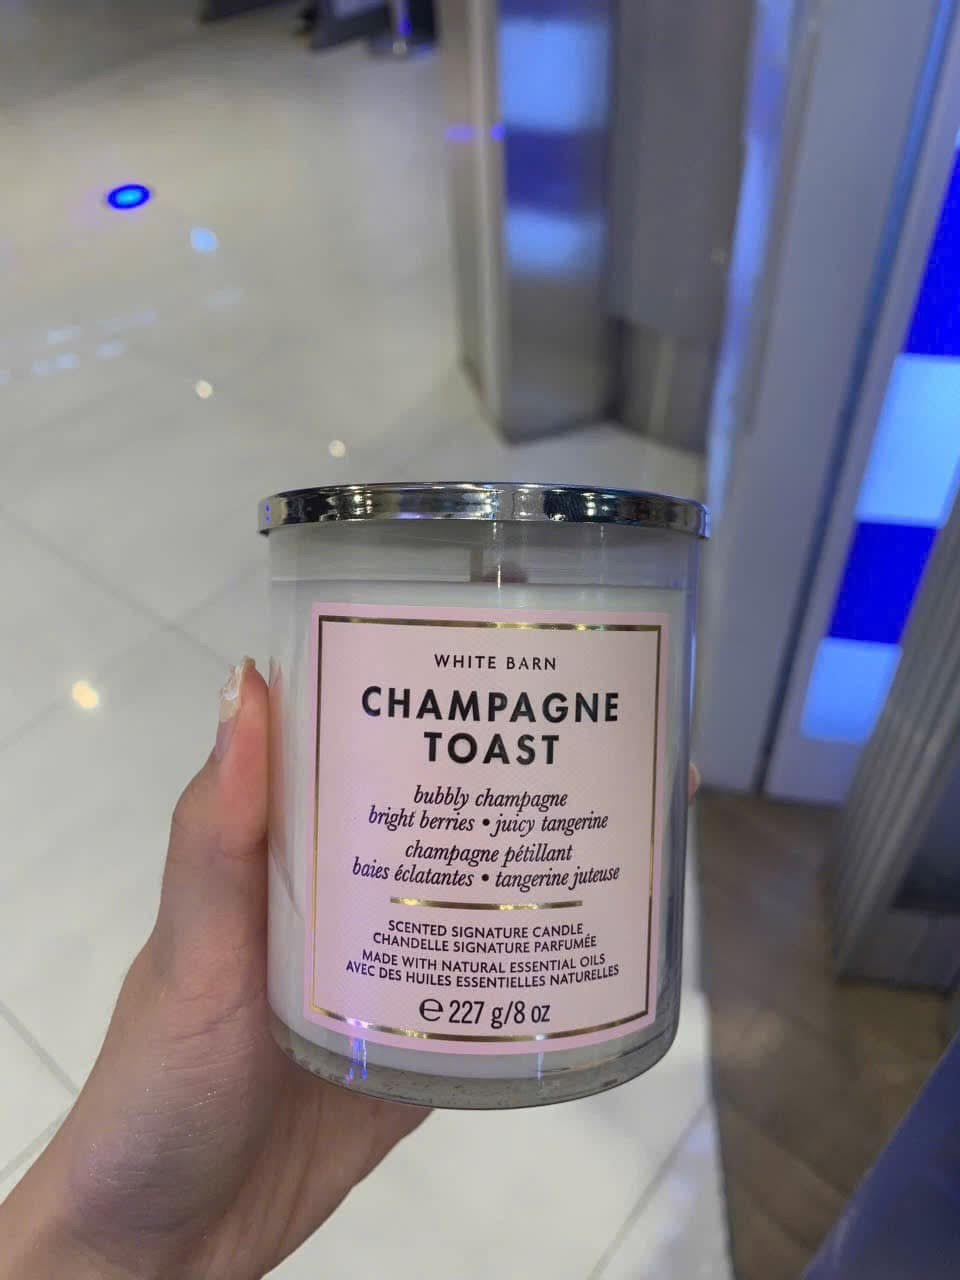 WHITE BARN
CHAMPAGNE
TOAST
bubbly champagne
bright berries • juicy tangerine
champagne pétillant
baies éclatantes • tangerine juteuse
SCENTED SIGNATURE CANDLE
CHANDELLE SIGNATURE PARFUMÉE
MADE WITH NATURAL ESSENTIAL OILS
AVEC DES HUILES ESSENTIELLES NATURELLES
℮ 227 g/8 oz